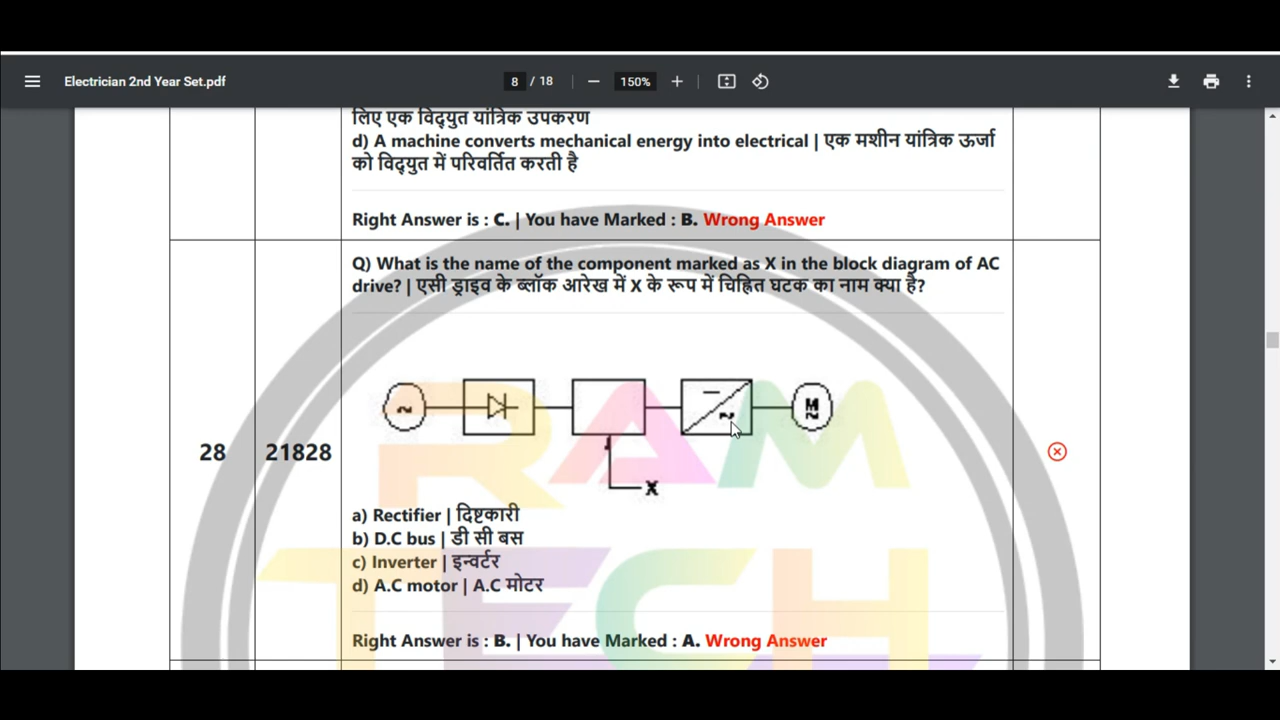 Electrician 2nd Year Set.pdf
8 / 18
150%
लिए एक विद्युत यांत्रिक उपकरण
d) A machine converts mechanical energy into electrical | एक मशीन यांत्रिक ऊर्जा
को विद्युत में परिवर्तित करती है
Right Answer is : C. | You have Marked : B. Wrong Answer
28
21828
Q) What is the name of the component marked as X in the block diagram of AC
drive? | एसी ड्राइव के ब्लॉक आरेख में X के रूप में चिह्नित घटक का नाम क्या है?
~
– ~
M ~
X
a) Rectifier | दिष्टकारी
b) D.C bus | डी सी बस
c) Inverter | इन्वर्टर
d) A.C motor | A.C मोटर
Right Answer is : B. | You have Marked : A. Wrong Answer
RAM
TECH